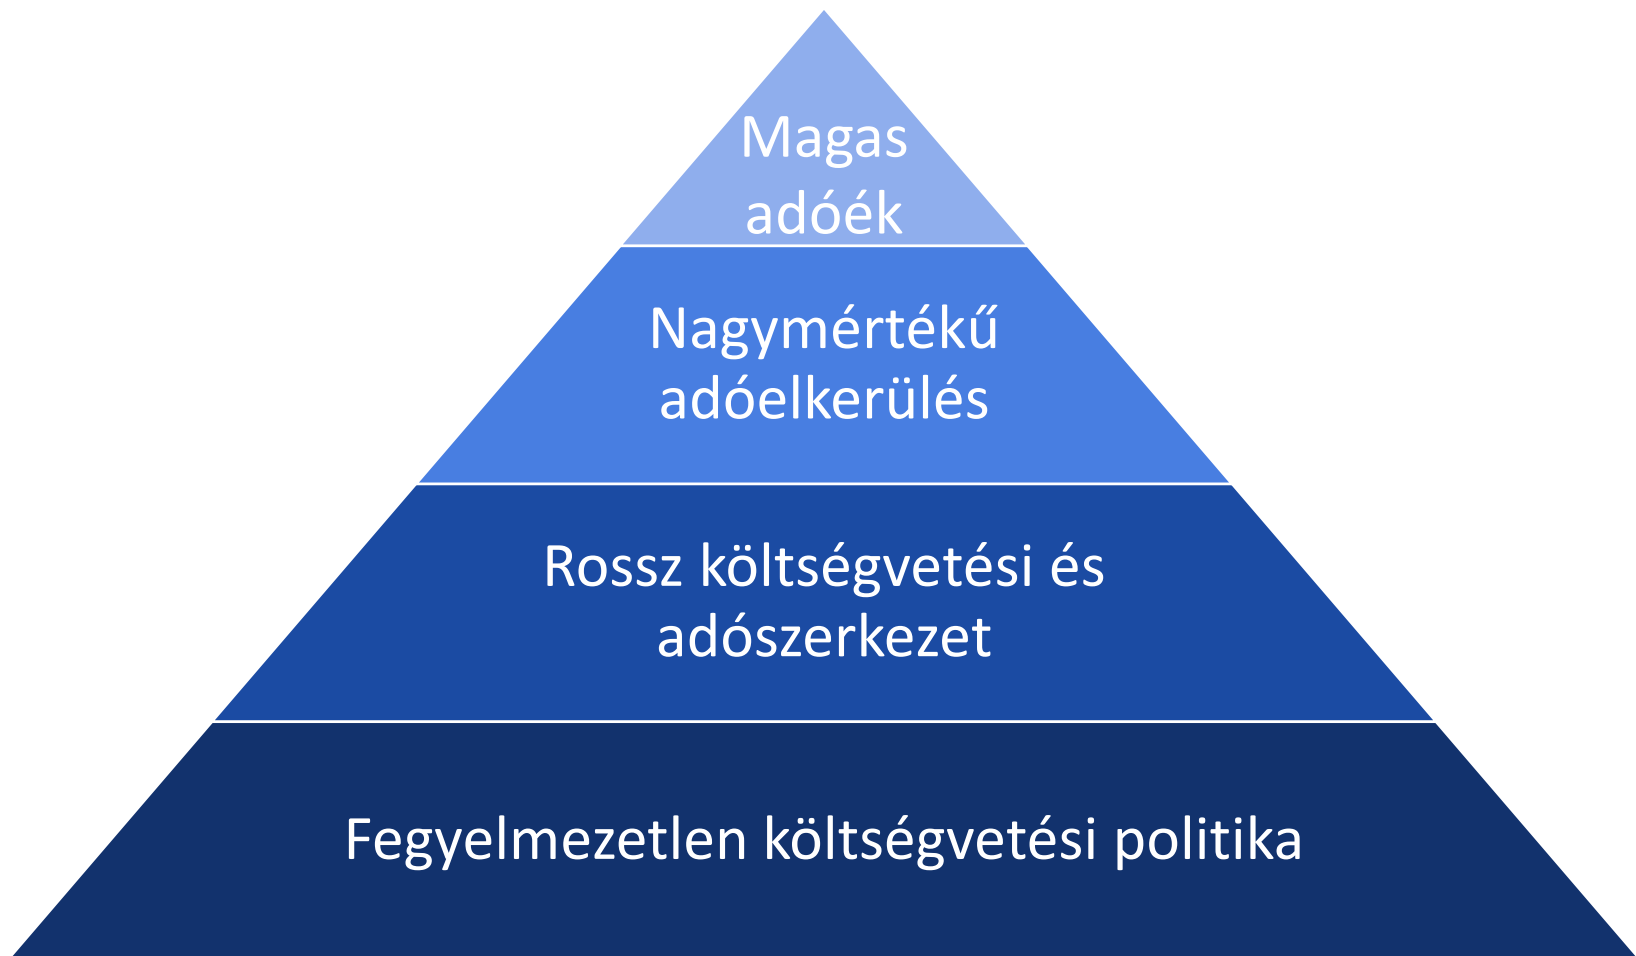 Magas
adóék
Nagymértékű
adóelkerülés
Rossz költségvetési és
adószerkezet
Fegyelmezetlen költségvetési politika